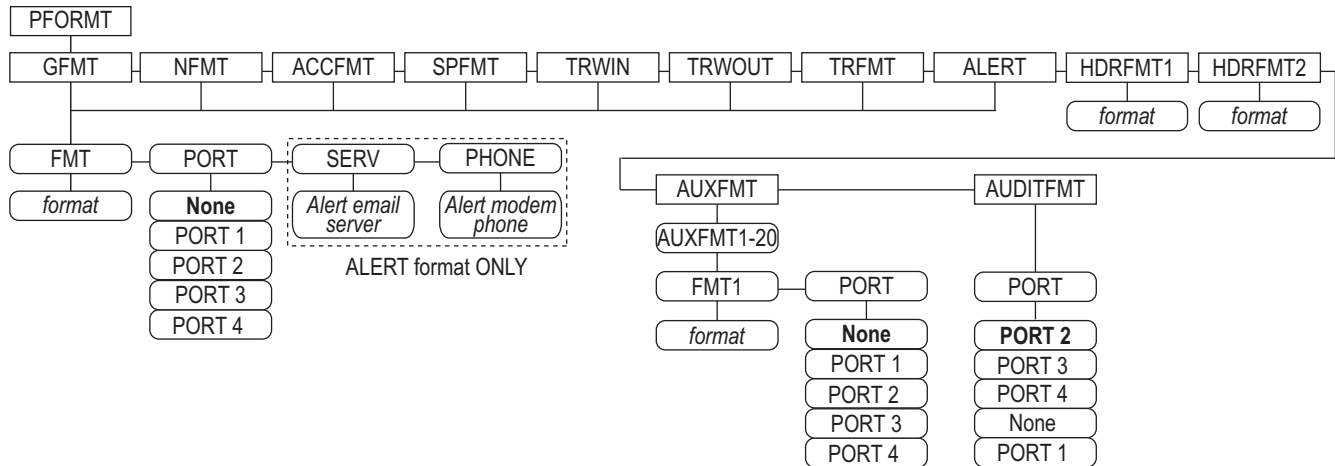 PFORMT
GFMT NFMT ACCFMT SPFMT TRWIN TRWOUT TRFMT ALERT HDRFMT1 HDRFMT2
format format
FMT PORT SERV PHONE
format
None
PORT 1
PORT 2
PORT 3
PORT 4
Alert email
server
Alert modem
phone
ALERT format ONLY
AUXFMT AUDITFMT
AUXFMT1-20
FMT1 PORT PORT
format
None
PORT 1
PORT 2
PORT 3
PORT 4
PORT 2
PORT 3
PORT 4
None
PORT 1